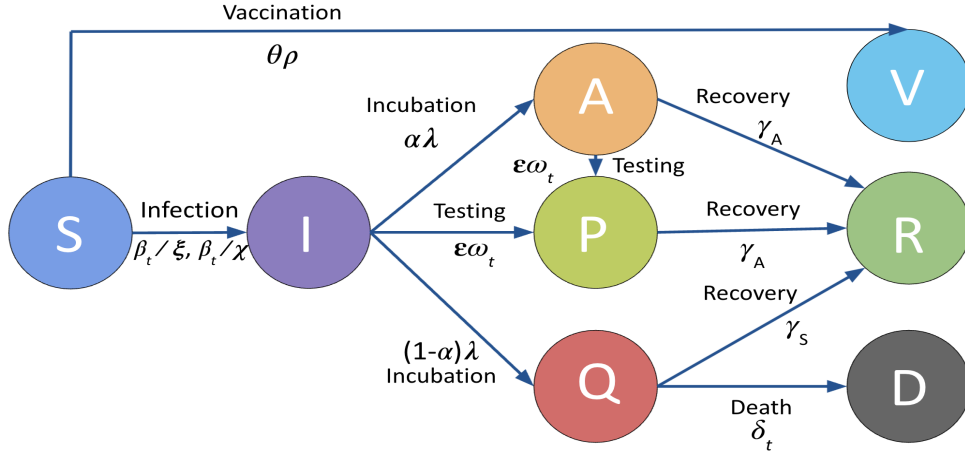 Vaccination
θρ
V
A
Incubation
αλ
Recovery
γA
εωt Testing
S
Infection
βt/ξ, βt/χ
I
Testing
εωt
P
Recovery
γA
R
Recovery
γS
(1-α)λ
Incubation
Q
Death
δt
D